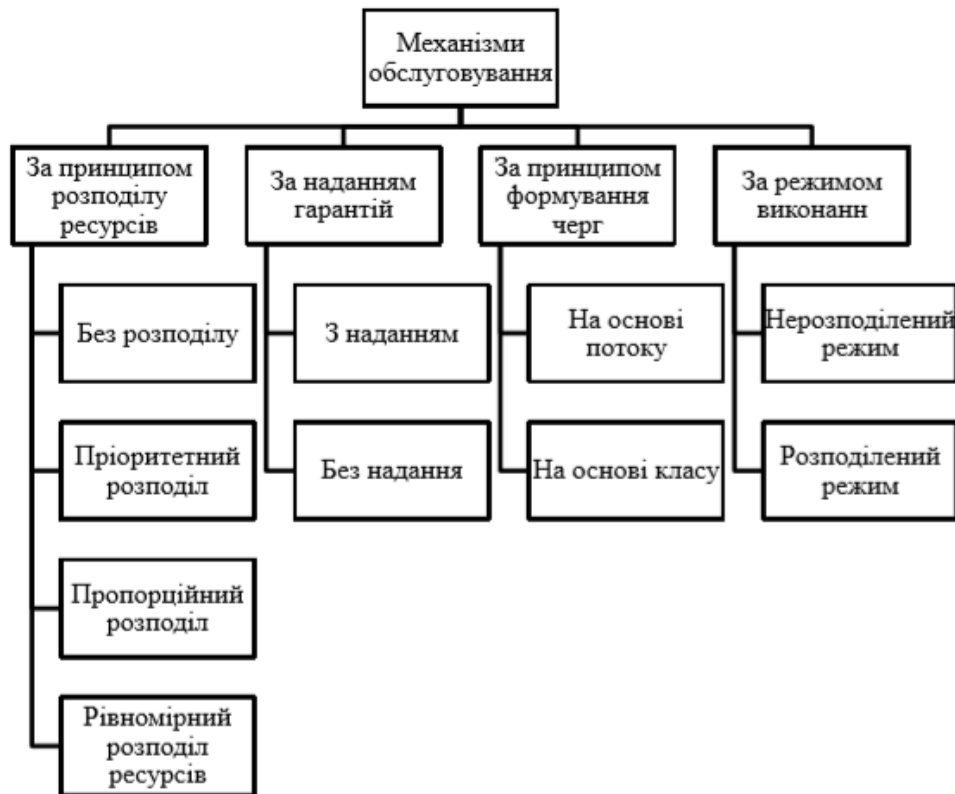 Механізми
обслуговування
За принципом
розподілу
ресурсів
За наданням
гарантій
За принципом
формування
черг
За режимом
виконанн
Без розподілу
Пріоритетний
розподіл
Пропорційний
розподіл
Рівномірний
розподіл
ресурсів
З наданням
Без надання
На основі
потоку
На основі класу
Нерозподілений
режим
Розподілений
режим